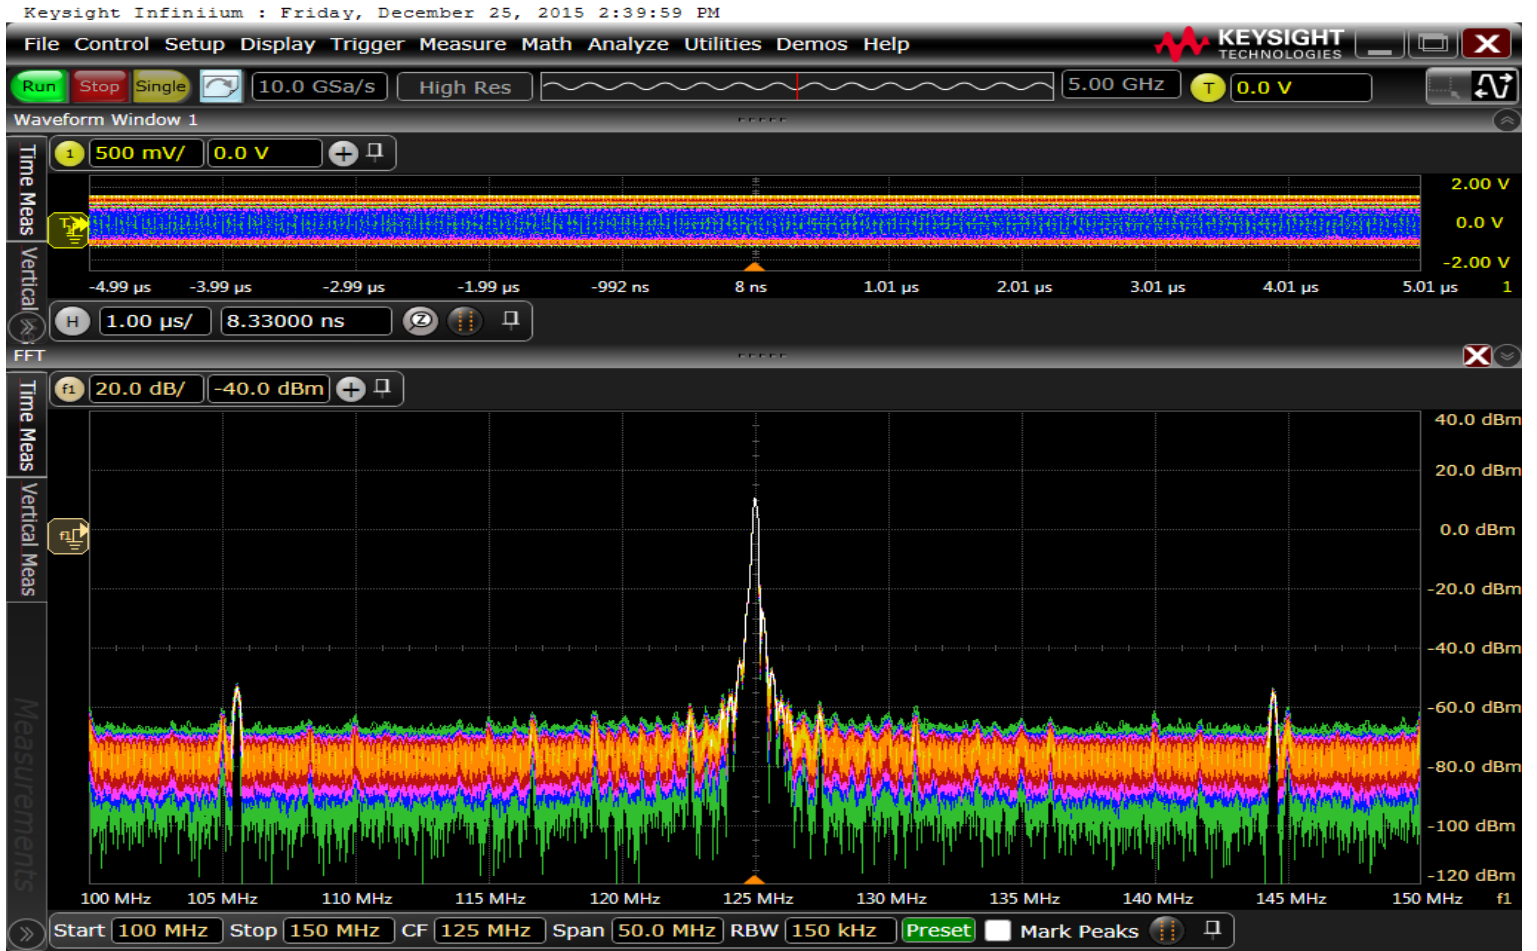 Keysight Infiniium : Friday, December 25, 2015 2:39:59 PM
File Control Setup Display Trigger Measure Math Analyze Utilities Demos Help
KEYSIGHT
TECHNOLOGIES
Run Stop Single 10.0 GSa/s High Res 5.00 GHz T 0.0 V
Waveform Window 1
1 500 mV/ 0.0 V
Time Meas
Vertical
2.00 V
0.0 V
-2.00 V
-4.99 µs -3.99 µs -2.99 µs -1.99 µs -992 ns 8 ns 1.01 µs 2.01 µs 3.01 µs 4.01 µs 5.01 µs 1
H 1.00 µs/ 8.33000 ns Z
FFT
f1 20.0 dB/ -40.0 dBm
Time Meas
Vertical Meas
Measurements
40.0 dBm
20.0 dBm
f1 0.0 dBm
-20.0 dBm
-40.0 dBm
-60.0 dBm
-80.0 dBm
-100 dBm
-120 dBm
100 MHz 105 MHz 110 MHz 115 MHz 120 MHz 125 MHz 130 MHz 135 MHz 140 MHz 145 MHz 150 MHz f1
Start 100 MHz Stop 150 MHz CF 125 MHz Span 50.0 MHz RBW 150 kHz Preset Mark Peaks